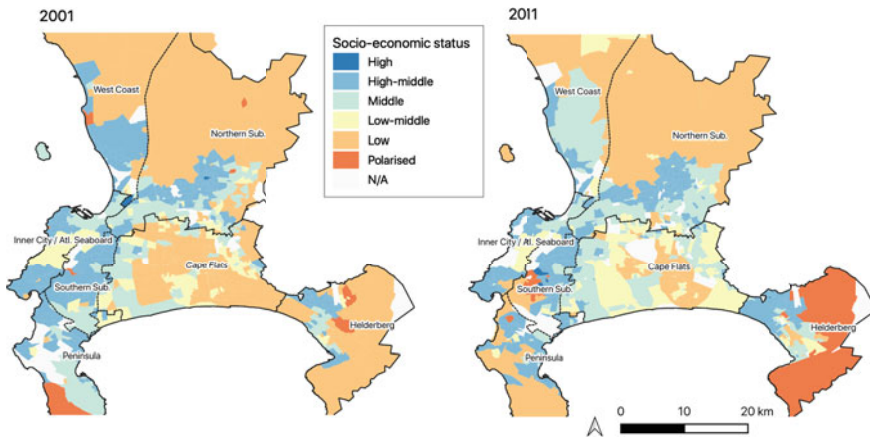 2001
2011
Socio-economic status
High
High-middle
Middle
Low-middle
Low
Polarised
N/A
West Coast
Northern Sub.
Inner City / Atl. Seaboard
Cape Flats
Southern Sub.
Helderberg
Peninsula
West Coast
Northern Sub.
Inner City / Atl. Seaboard
Cape Flats
Southern Sub.
Helderberg
Peninsula
0 10 20 km